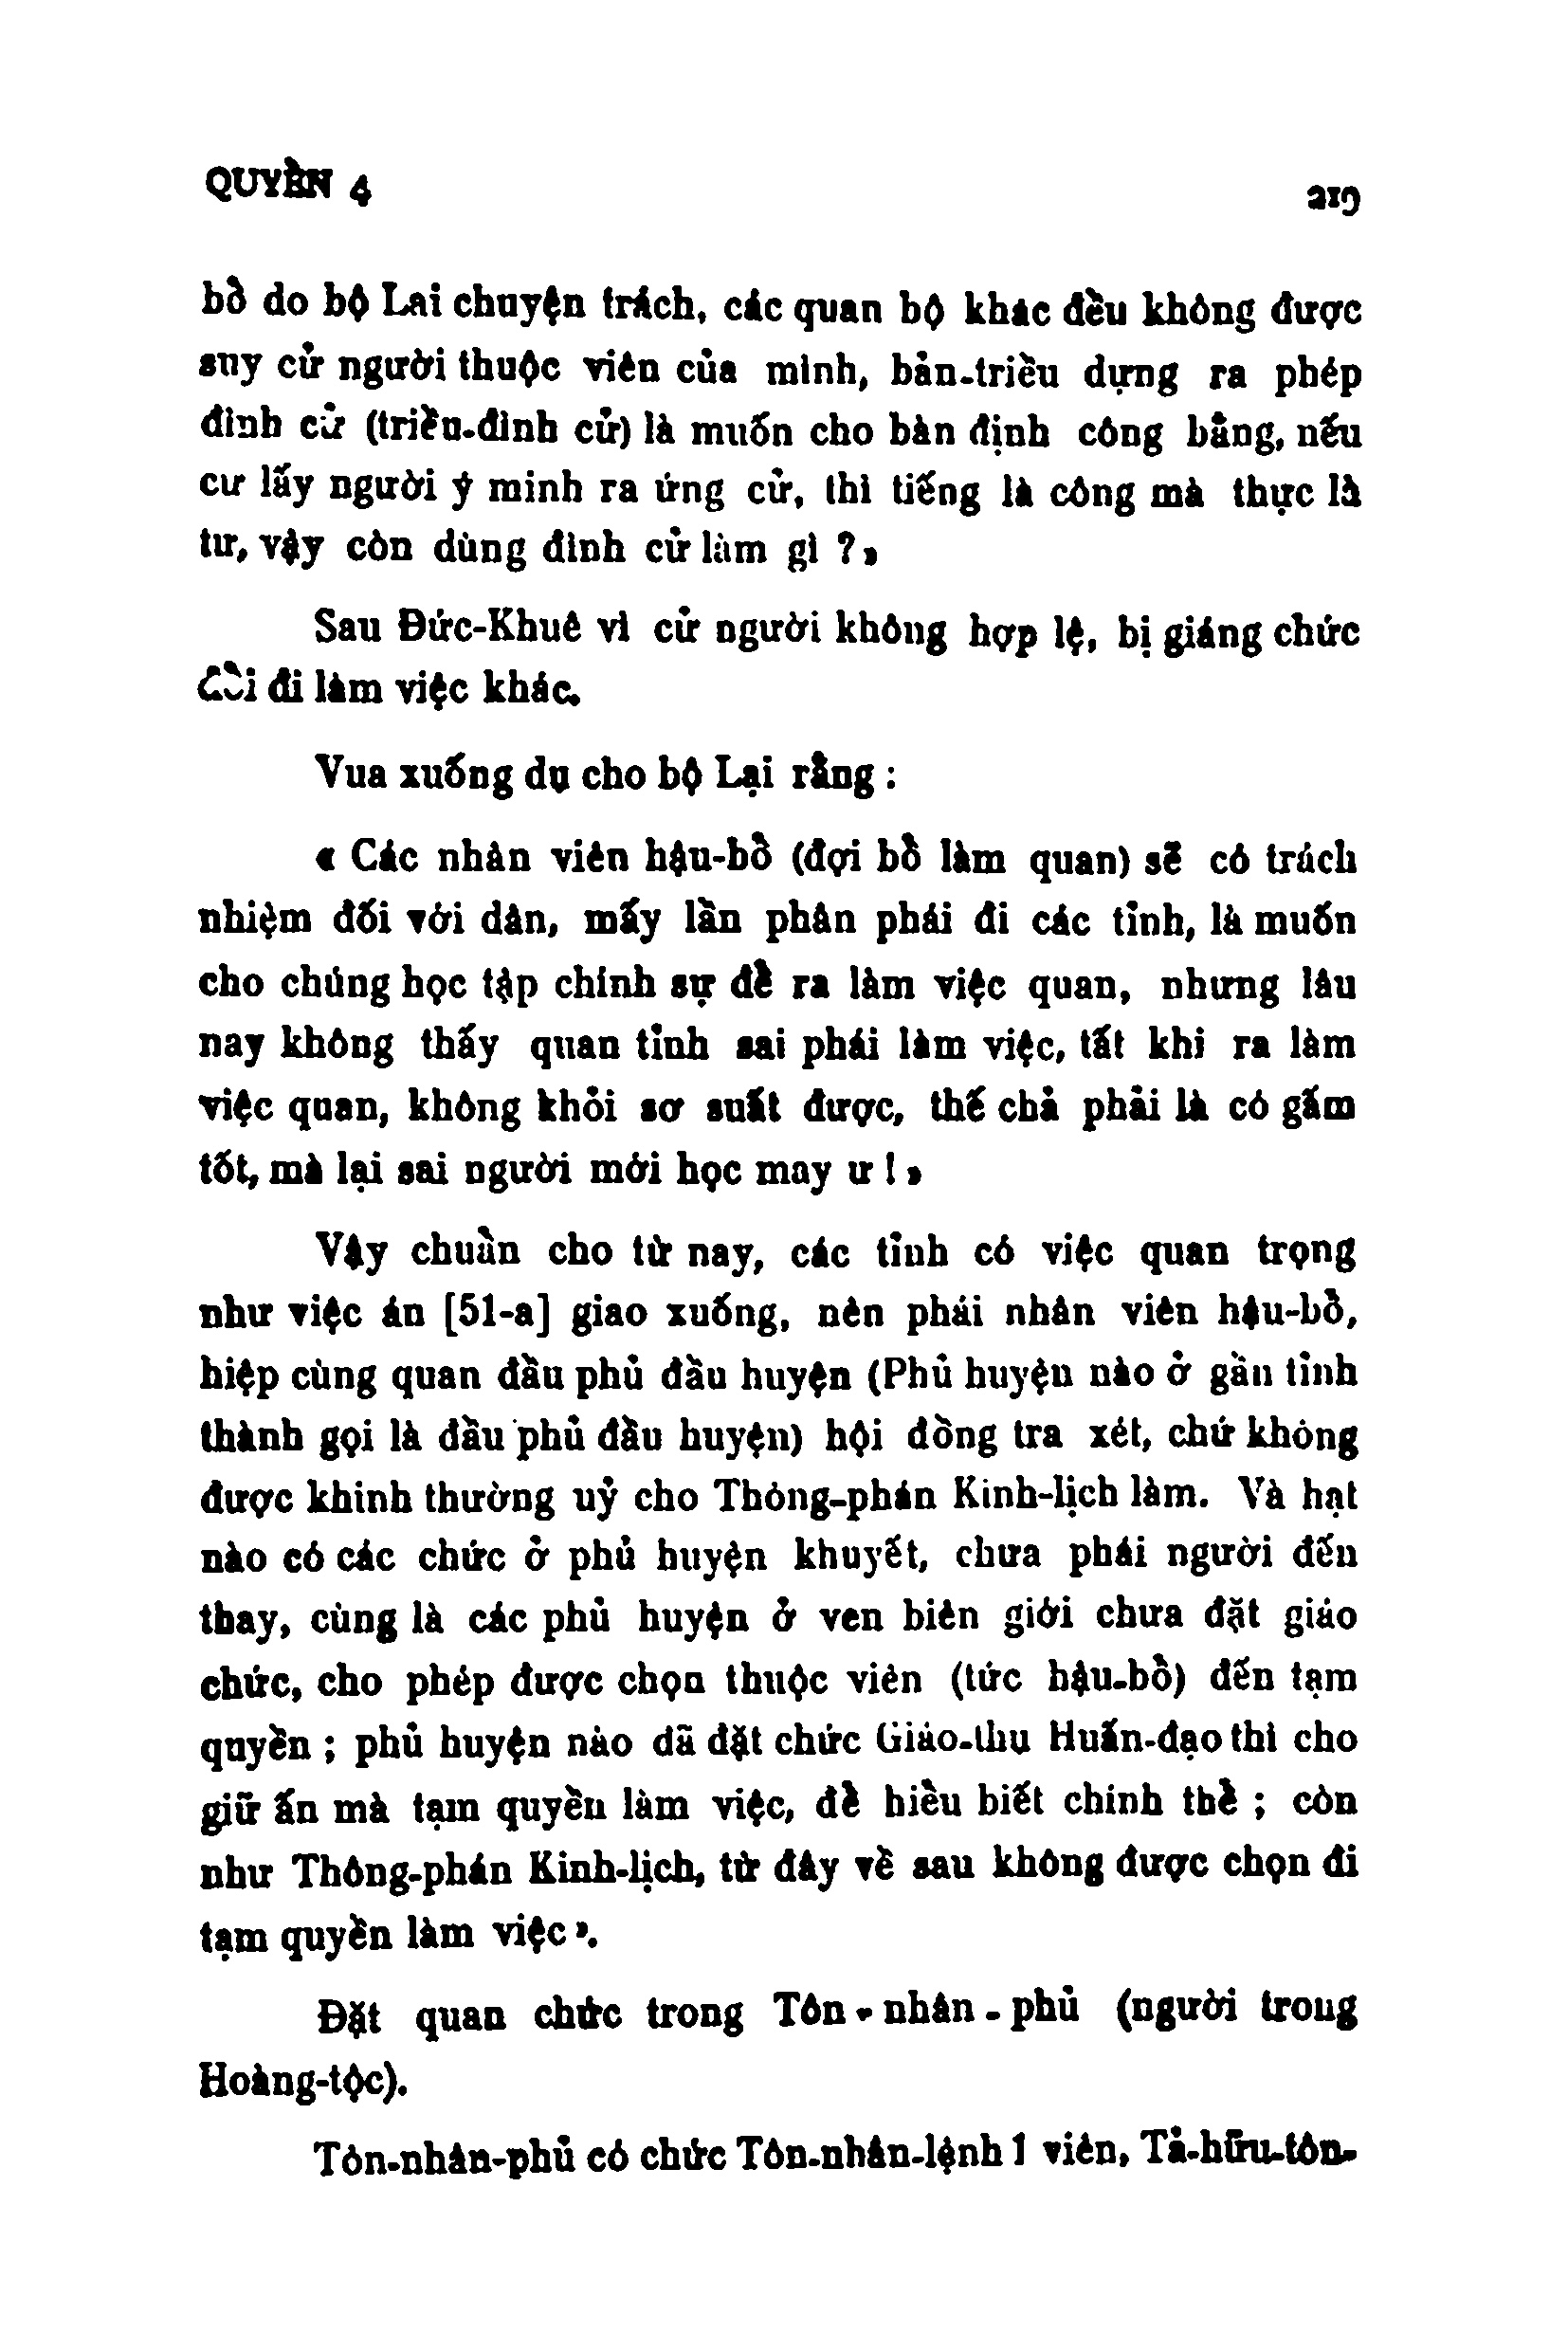 QUYỀN 4
219
bổ do bộ Lại chuyện trách, các quan bộ khác đều không được
suy cử người thuộc viên của mình, bản-triều dựng ra phép
đình cử (triều-đình cử) là muốn cho bàn định công bằng, nếu
cư lấy người ý mình ra ứng cử, thì tiếng là công mà thực là
tư, vậy còn dùng đình cử làm gì ?»
Sau Đức-Khuê vì cử người không hợp lệ, bị giáng chức
đổi đi làm việc khác.
Vua xuống dụ cho bộ Lại rằng :
« Các nhân viên hậu-bổ (đợi bổ làm quan) sẽ có trách
nhiệm đối với dân, mấy lần phân phái đi các tỉnh, là muốn
cho chúng học tập chính sự để ra làm việc quan, nhưng lâu
nay không thấy quan tỉnh sai phái làm việc, tất khi ra làm
việc quan, không khỏi sơ suất được, thế chả phải là có gấm
tốt, mà lại sai người mới học may ư ! »
Vậy chuẩn cho từ nay, các tỉnh có việc quan trọng
như việc án [51-a] giao xuống, nên phái nhân viên hậu-bổ,
hiệp cùng quan đầu phủ đầu huyện (Phủ huyện nào ở gần tỉnh
thành gọi là đầu phủ đầu huyện) hội đồng tra xét, chứ không
được khinh thường uỷ cho Thông-phán Kinh-lịch làm. Và hạt
nào có các chức ở phủ huyện khuyết, chưa phái người đến
thay, cùng là các phủ huyện ở ven biên giới chưa đặt giáo
chức, cho phép được chọn thuộc viên (tức hậu-bổ) đến tạm
quyền ; phủ huyện nào dã đặt chức Giáo-thụ Huấn-đạo thì cho
giữ ấn mà tạm quyền làm việc, để hiểu biết chính thể ; còn
như Thông-phán Kinh-lịch, từ đây về sau không được chọn đi
tạm quyền làm việc».
Đặt quan chức trong Tôn - nhân - phủ (người trong
Hoàng-tộc).
Tôn-nhân-phủ có chức Tôn-nhân-lệnh 1 viên, Tả-hữu-tôn-